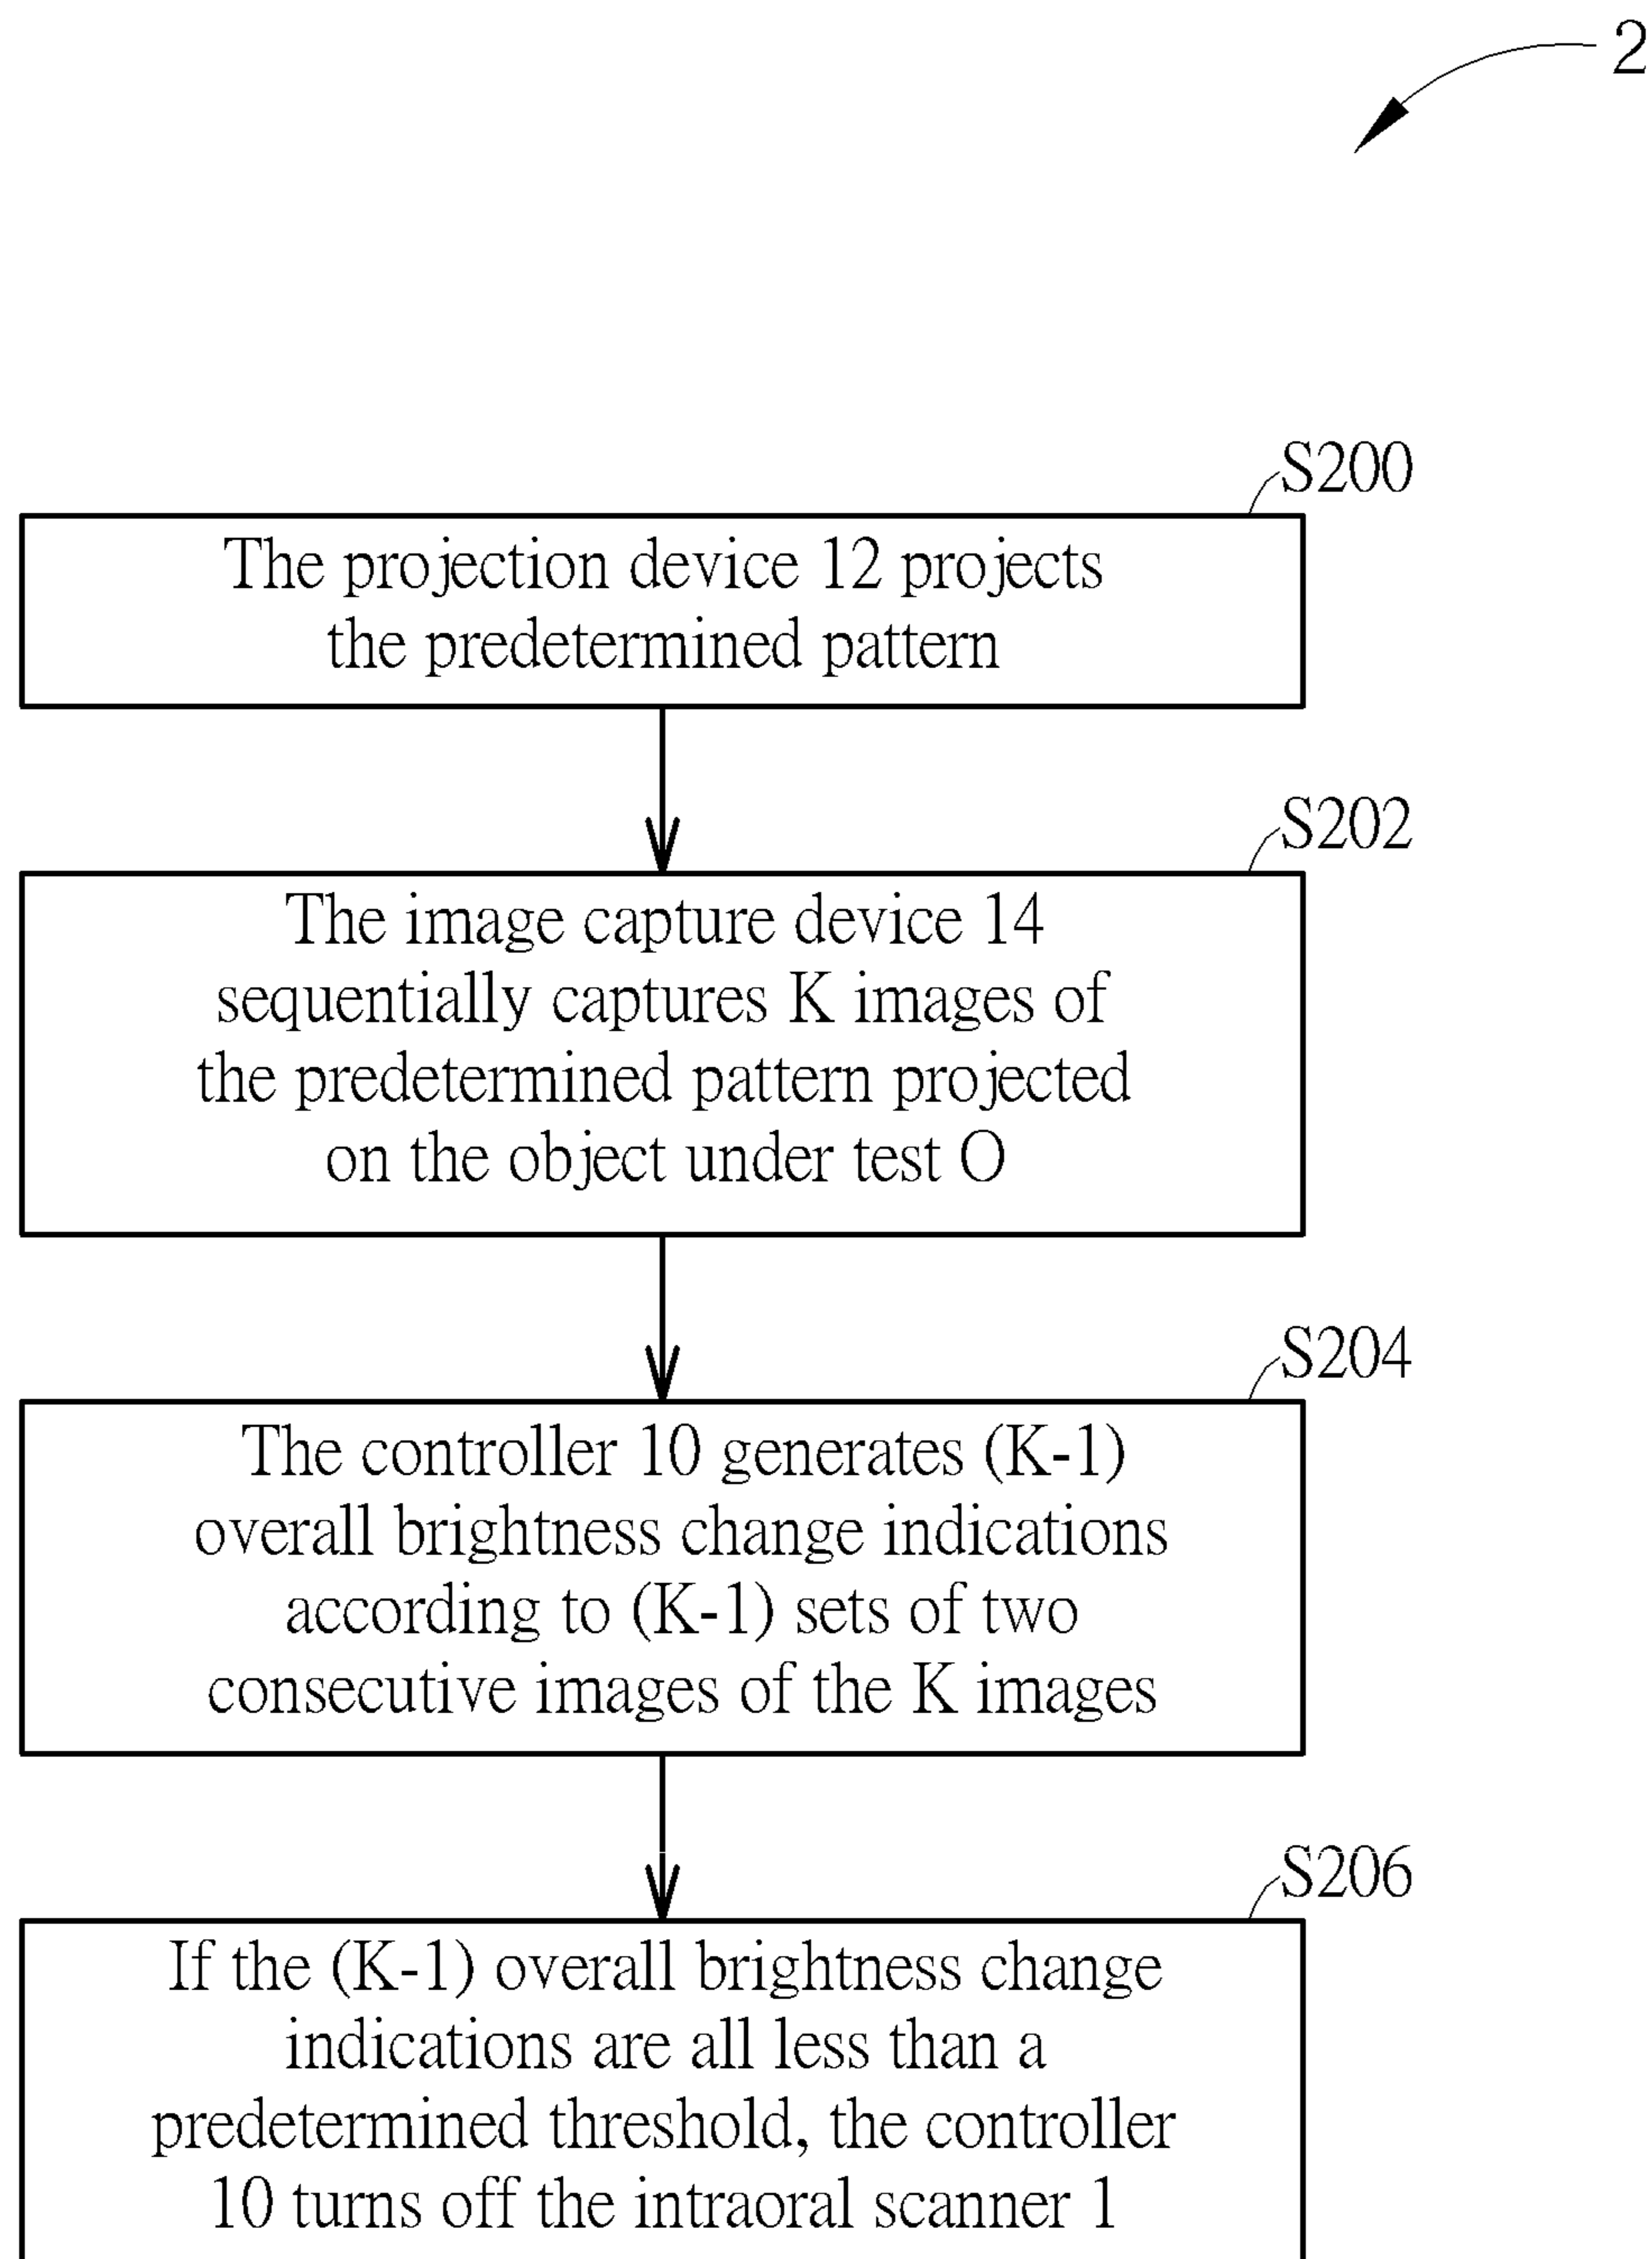 2
S200
The projection device 12 projects
the predetermined pattern
S202
The image capture device 14
sequentially captures K images of
the predetermined pattern projected
on the object under test O
S204
The controller 10 generates (K-1)
overall brightness change indications
according to (K-1) sets of two
consecutive images of the K images
S206
If the (K-1) overall brightness change
indications are all less than a
predetermined threshold, the controller
10 turns off the intraoral scanner 1